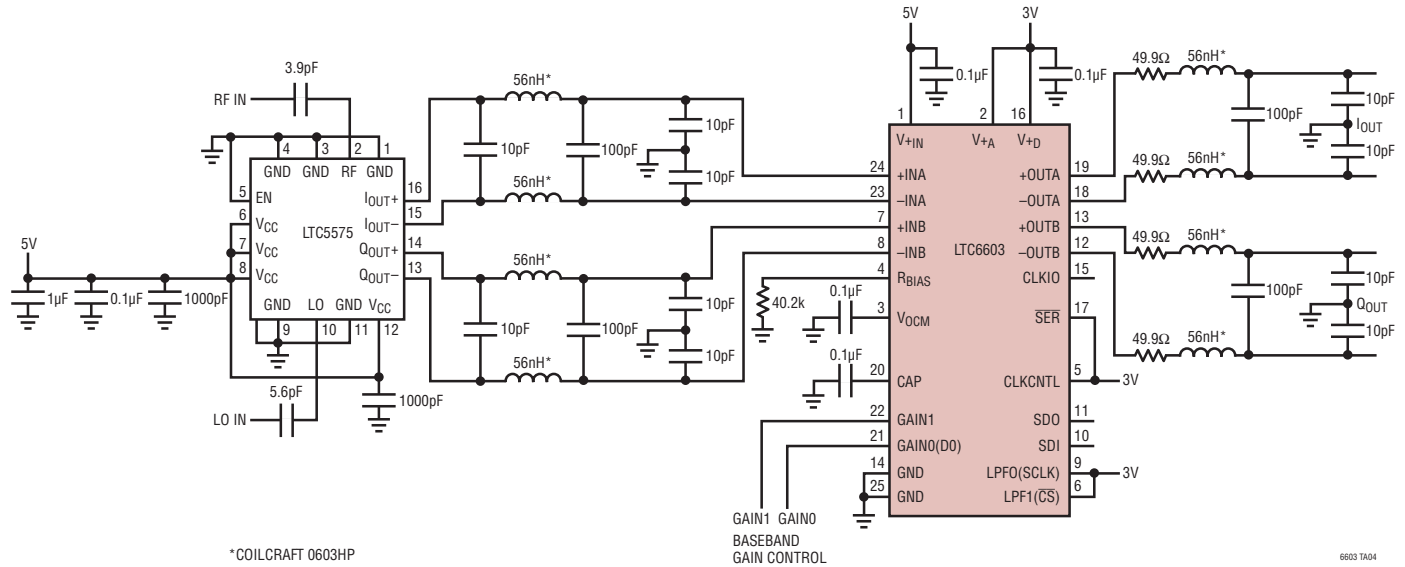 5V
3V
0.1µF
0.1µF
3.9pF
RF IN
56nH*
10pF
100pF
10pF
10pF
56nH*
4
3
2
1
GND
GND
RF
GND
5
EN
6
VCC
7
VCC
8
VCC
LTC5575
IOUT+
16
IOUT–
15
QOUT+
14
QOUT–
13
GND
LO
GND
VCC
9
10
11
12
5V
1µF
0.1µF
1000pF
5.6pF
LO IN
1000pF
56nH*
10pF
100pF
10pF
10pF
56nH*
1
2
16
V+IN
V+A
V+D
24
+INA
23
–INA
7
+INB
8
–INB
4
RBIAS
3
VOCM
20
CAP
22
GAIN1
21
GAIN0(D0)
14
GND
25
GND
LTC6603
40.2k
0.1µF
0.1µF
+OUTA
19
–OUTA
18
+OUTB
13
–OUTB
12
CLKIO
15
SER
17
CLKCNTL
5
3V
SDO
11
SDI
10
LPFO(SCLK)
9
3V
LPF1(CS)
6
49.9Ω
56nH*
100pF
10pF
IOUT
10pF
49.9Ω
56nH*
49.9Ω
56nH*
100pF
10pF
QOUT
10pF
49.9Ω
56nH*
GAIN1 GAIN0
BASEBAND
GAIN CONTROL
*COILCRAFT 0603HP
6603 TA04